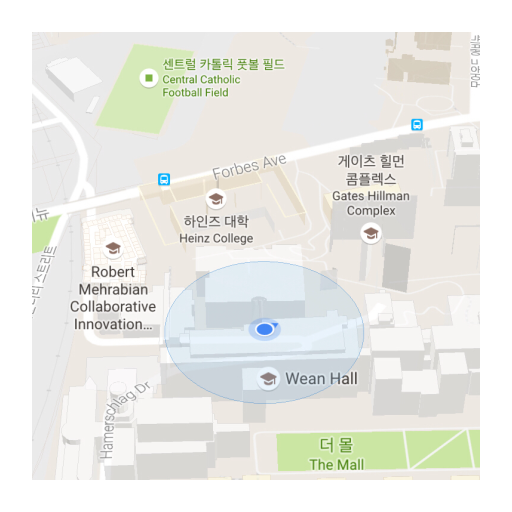 센트럴 카톨릭 풋볼 필드
Central Catholic
Football Field
Forbes Ave
게이츠 힐먼
콤플렉스
Gates Hillman
Complex
하인즈 대학
Heinz College
Robert
Mehrabian
Collaborative
Innovation...
Wean Hall
Hamerschlag Dr
더 몰
The Mall